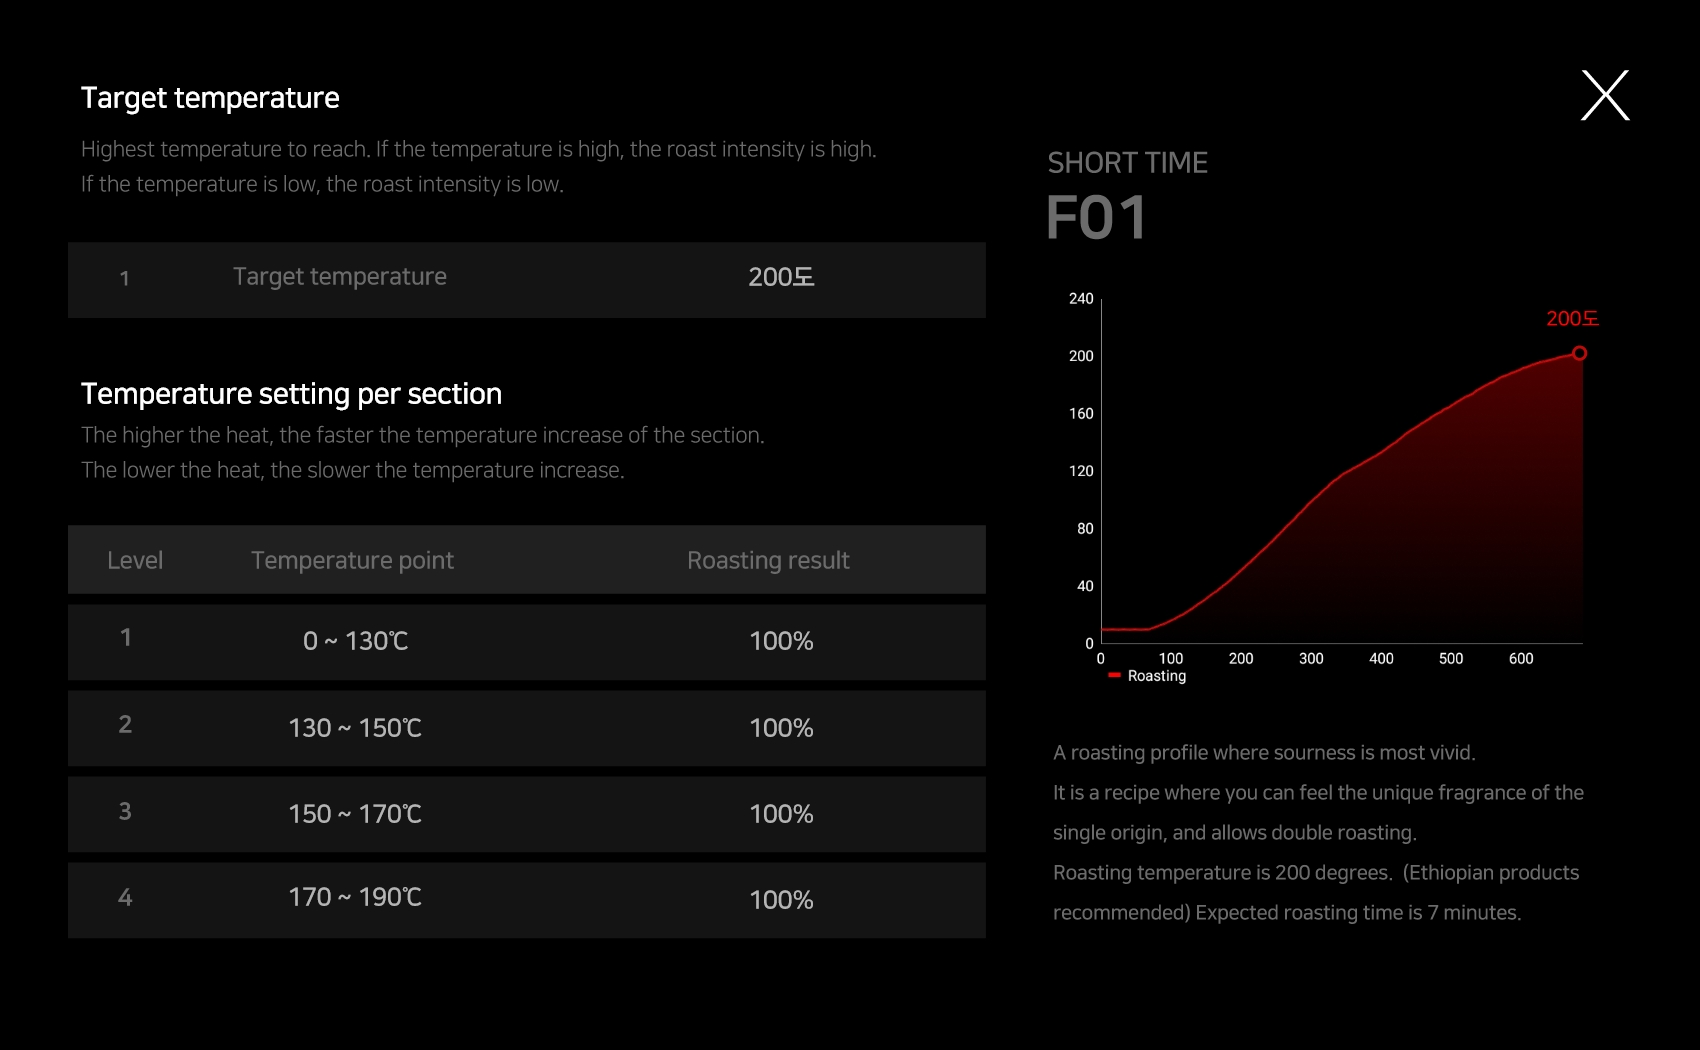 Target temperature
Highest temperature to reach. If the temperature is high, the roast intensity is high.
If the temperature is low, the roast intensity is low.
1 Target temperature 200도
Temperature setting per section
The higher the heat, the faster the temperature increase of the section.
The lower the heat, the slower the temperature increase.
Level Temperature point Roasting result
1 0 ~ 130℃ 100%
2 130 ~ 150℃ 100%
3 150 ~ 170℃ 100%
4 170 ~ 190℃ 100%
SHORT TIME
F01
240
200도
200
160
120
80
40
0
0 100 200 300 400 500 600
Roasting
A roasting profile where sourness is most vivid.
It is a recipe where you can feel the unique fragrance of the
single origin, and allows double roasting.
Roasting temperature is 200 degrees. (Ethiopian products
recommended) Expected roasting time is 7 minutes.